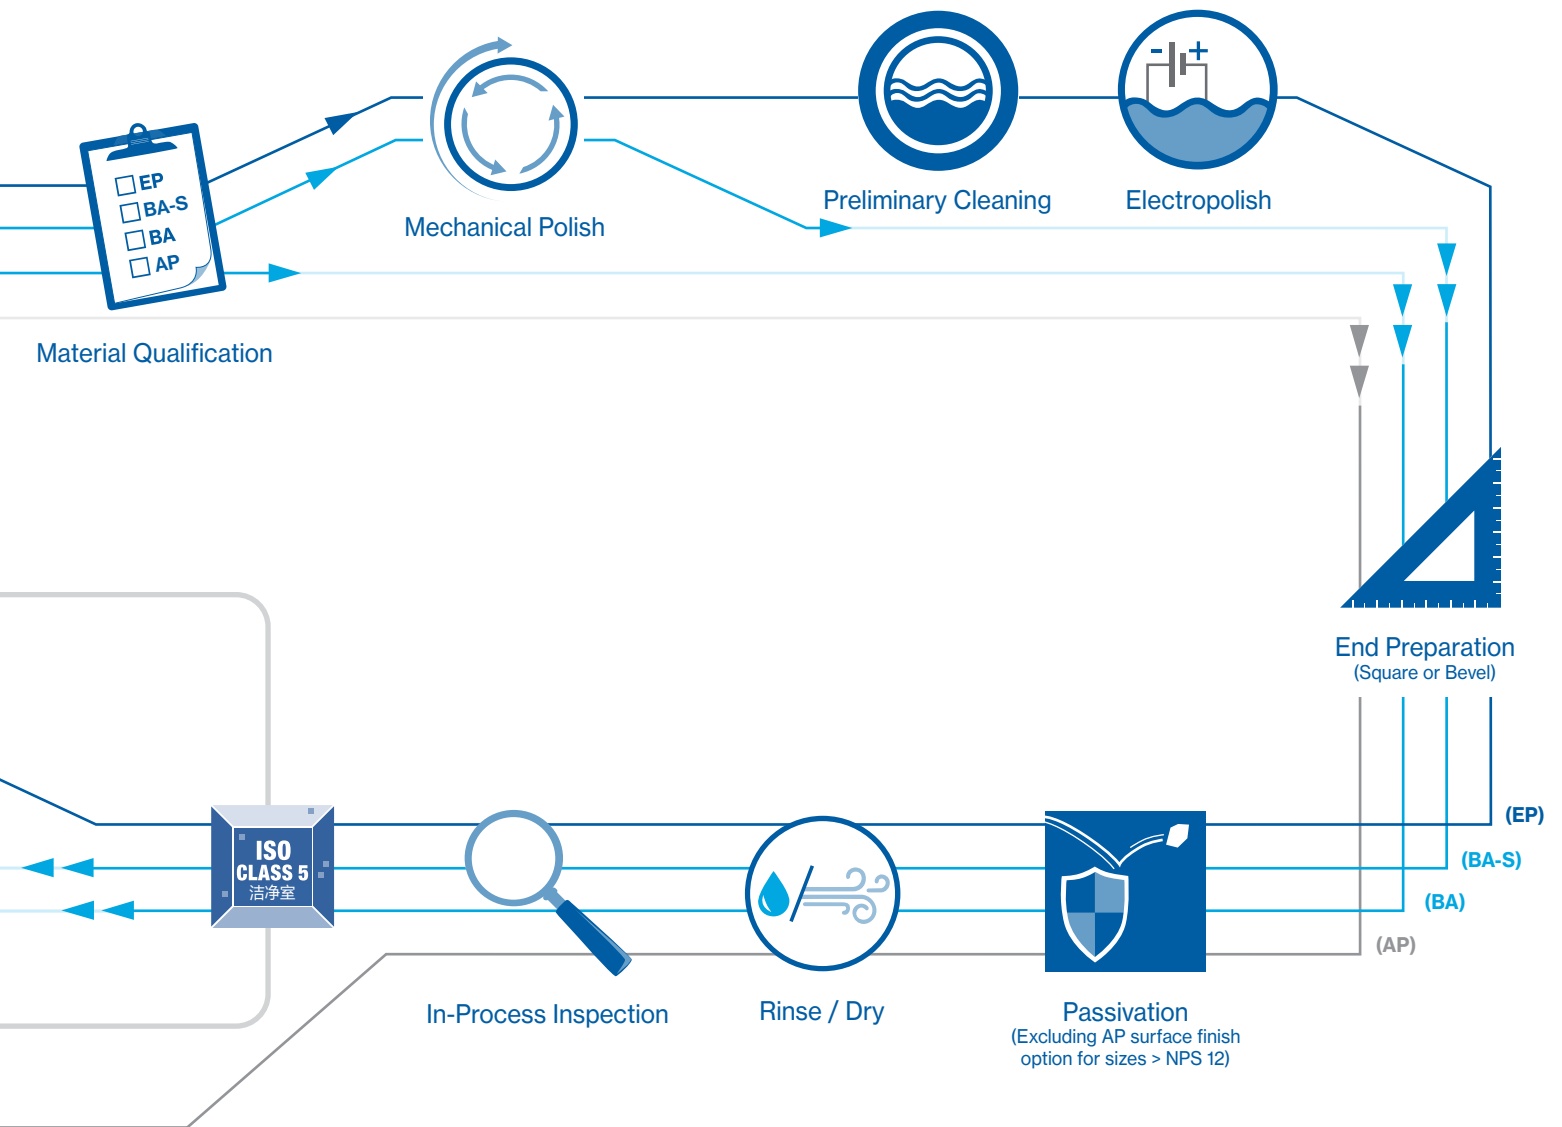 EP
BA-S
BA
AP
Material Qualification
Mechanical Polish
Preliminary Cleaning
- +
Electropolish
End Preparation
(Square or Bevel)
(EP)
(BA-S)
(BA)
(AP)
ISO
CLASS 5
洁净室
In-Process Inspection
Rinse / Dry
Passivation
(Excluding AP surface finish
option for sizes > NPS 12)